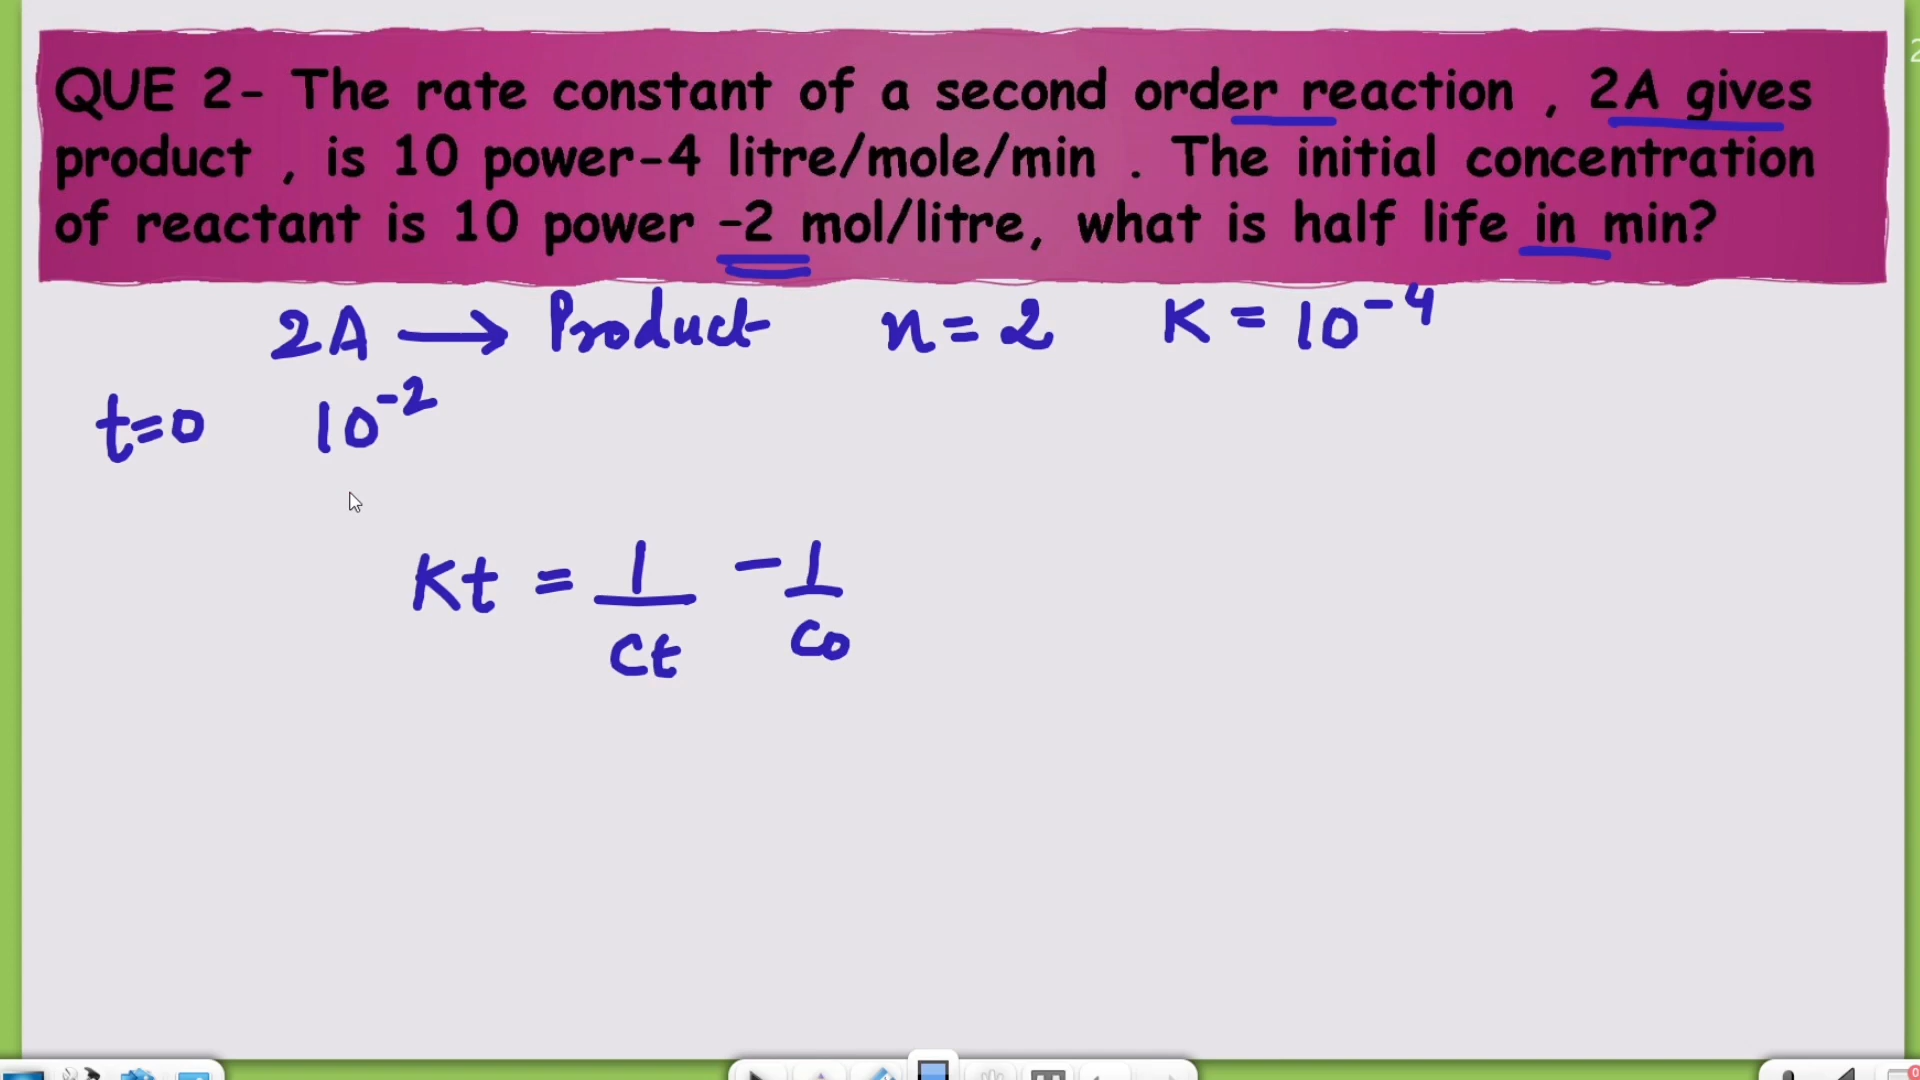 QUE 2- The rate constant of a second order reaction , 2A gives
product , is 10 power-4 litre/mole/min . The initial concentration
of reactant is 10 power -2 mol/litre, what is half life in min?
2A → Product n=2 K = 10⁻⁴
t=0 10⁻²
Kt = 1/Ct - 1/Co